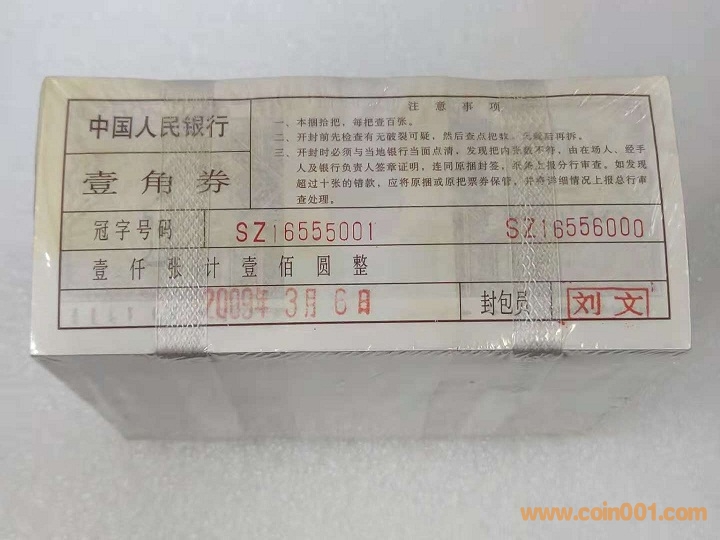 中国人民银行
壹角券
注意事项
一、本捆拾把，每把壹百张。
二、开封前先检查有无破裂可疑，然后查点把数，无误后再拆。
三、开封时必须与当地银行当面点清，发现把内张数不符，由在场人、经手
人及银行负责人签章证明，连同原捆封签，杀条上报分行审查。如发现
超过十张的错款，应将原捆或原把票券保管，并将详细情况上报总行审
查处理。
冠字号码 SZ16555001 SZ16556000
壹仟张计壹佰圆整
2009年3月6日 封包员 刘文
www.coin001.com